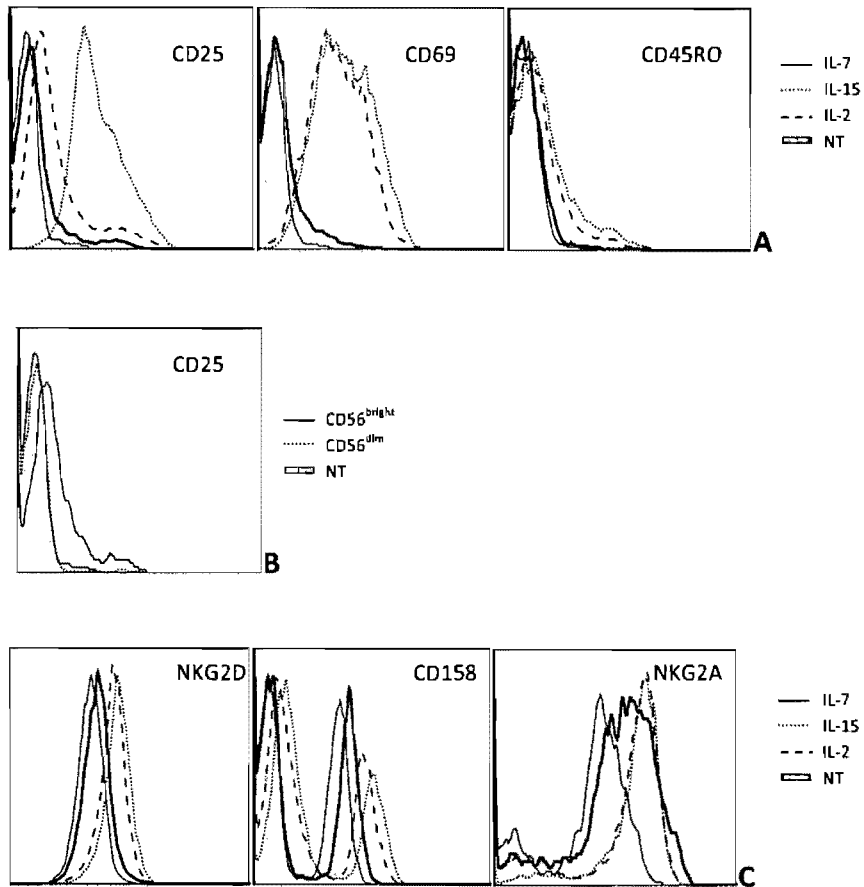 CD25
CD69
CD45RO
IL-7
IL-15
IL-2
NT
A
CD25
CD56bright
CD56dim
NT
B
NKG2D
CD158
NKG2A
IL-7
IL-15
IL-2
NT
C